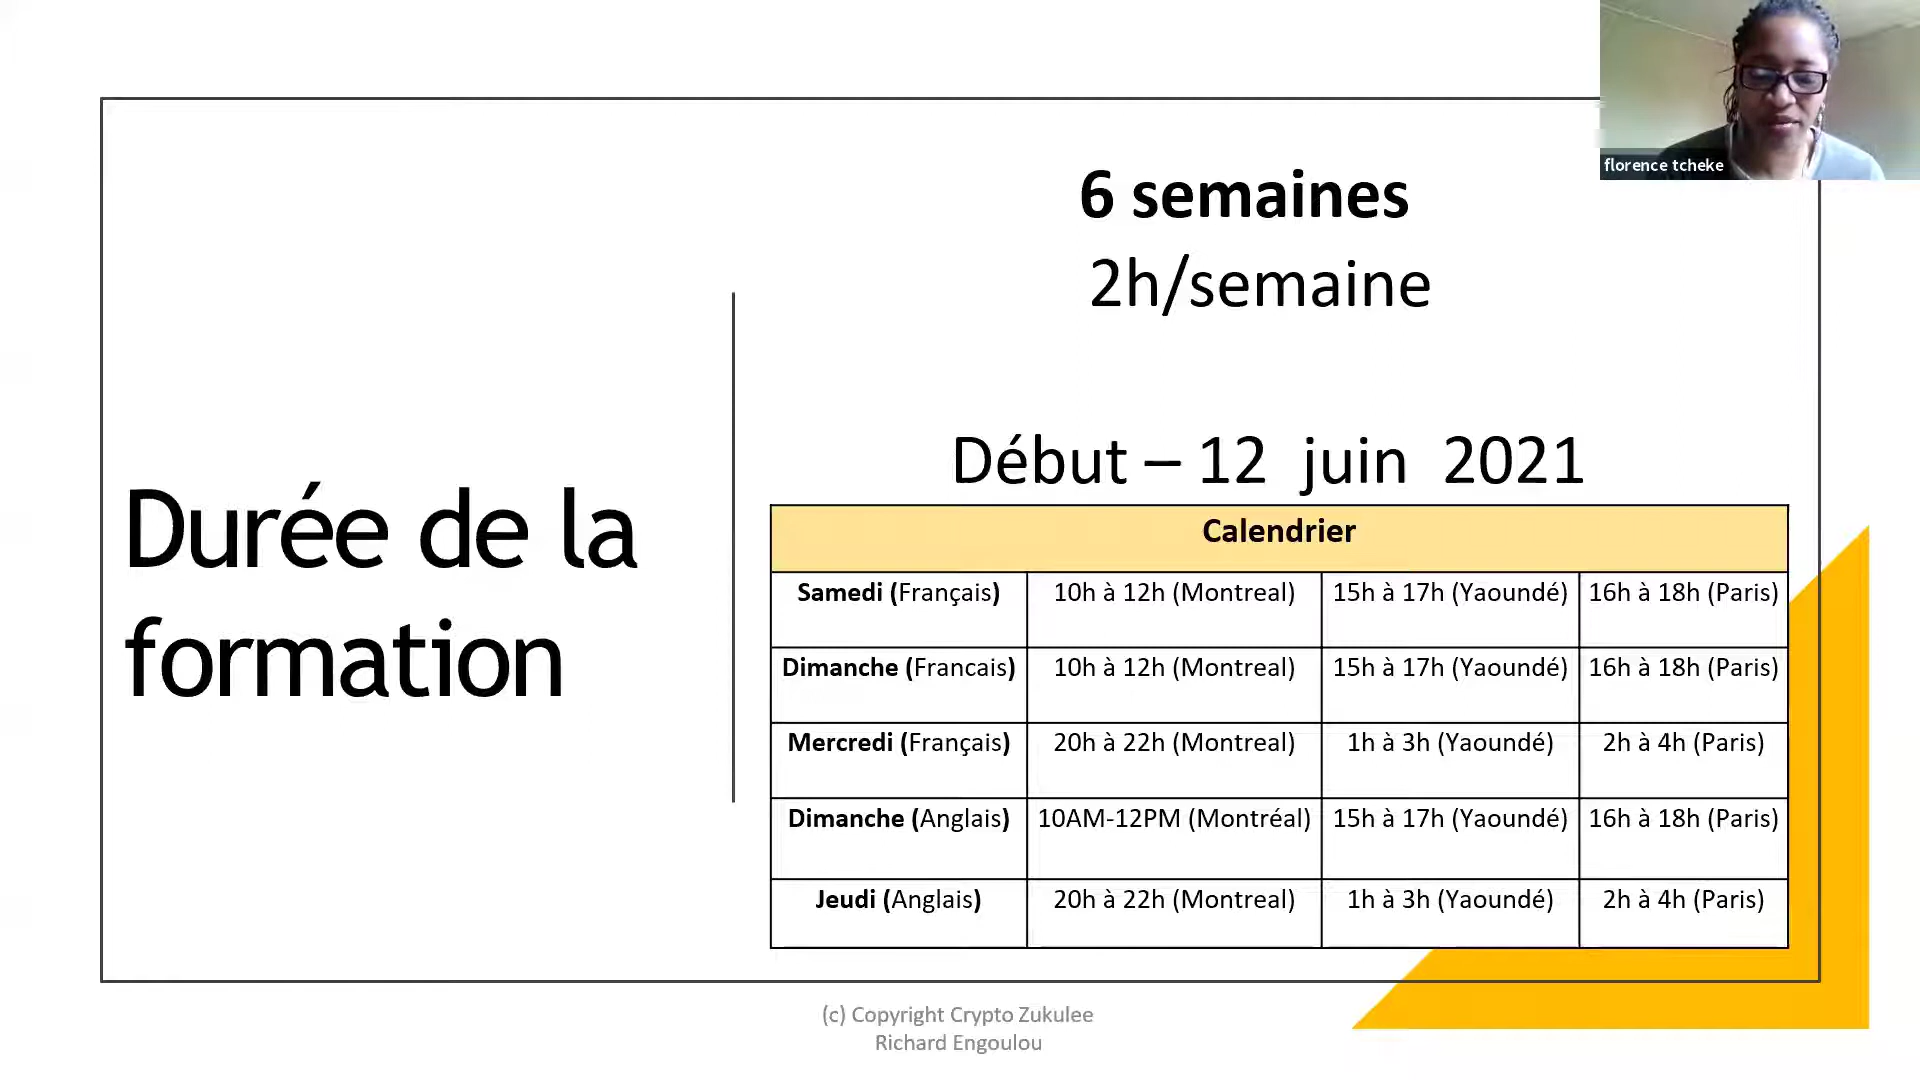 florence tcheke
6 semaines
2h/semaine
Début – 12 juin 2021
Durée de la
formation
Calendrier
Samedi (Français) 10h à 12h (Montreal) 15h à 17h (Yaoundé) 16h à 18h (Paris)
Dimanche (Francais) 10h à 12h (Montreal) 15h à 17h (Yaoundé) 16h à 18h (Paris)
Mercredi (Français) 20h à 22h (Montreal) 1h à 3h (Yaoundé) 2h à 4h (Paris)
Dimanche (Anglais) 10AM-12PM (Montréal) 15h à 17h (Yaoundé) 16h à 18h (Paris)
Jeudi (Anglais) 20h à 22h (Montreal) 1h à 3h (Yaoundé) 2h à 4h (Paris)
(c) Copyright Crypto Zukulee
Richard Engoulou